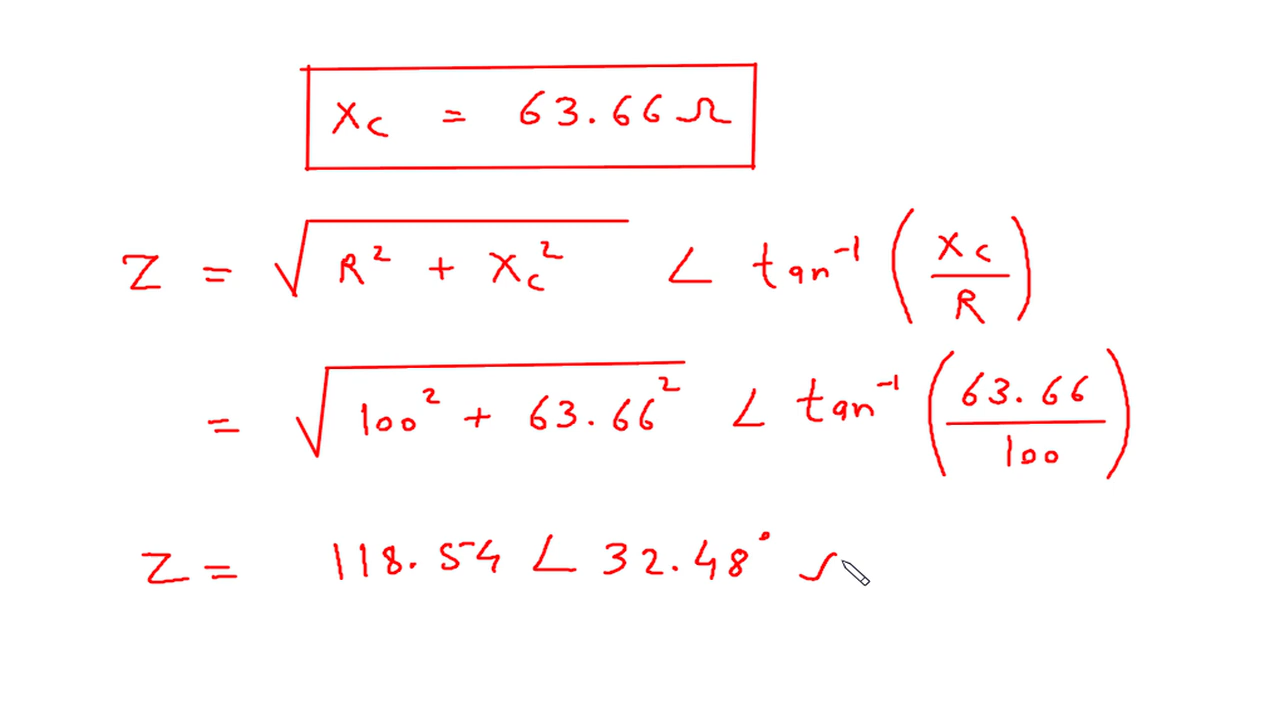 Xc = 63.66 Ω
Z = √(R² + Xc²) ∠ tan⁻¹ (Xc/R)
= √(100² + 63.66²) ∠ tan⁻¹ (63.66/100)
Z = 118.54 ∠ 32.48°